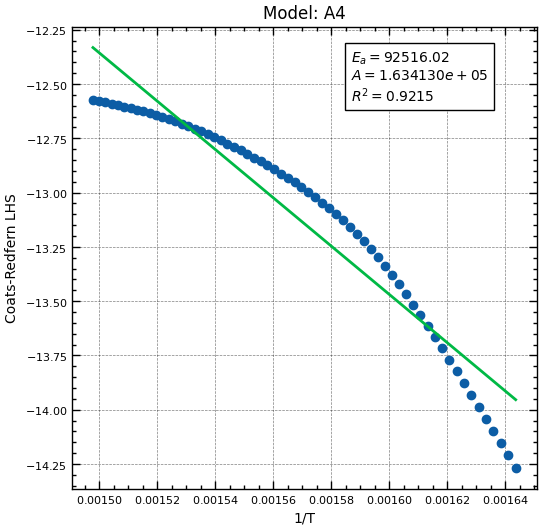 Model: A4
E_a = 92516.02
A = 1.634130e + 05
R² = 0.9215
Coats-Redfern LHS
−12.25
−12.50
−12.75
−13.00
−13.25
−13.50
−13.75
−14.00
−14.25
0.00150 0.00152 0.00154 0.00156 0.00158 0.00160 0.00162 0.00164
1/T